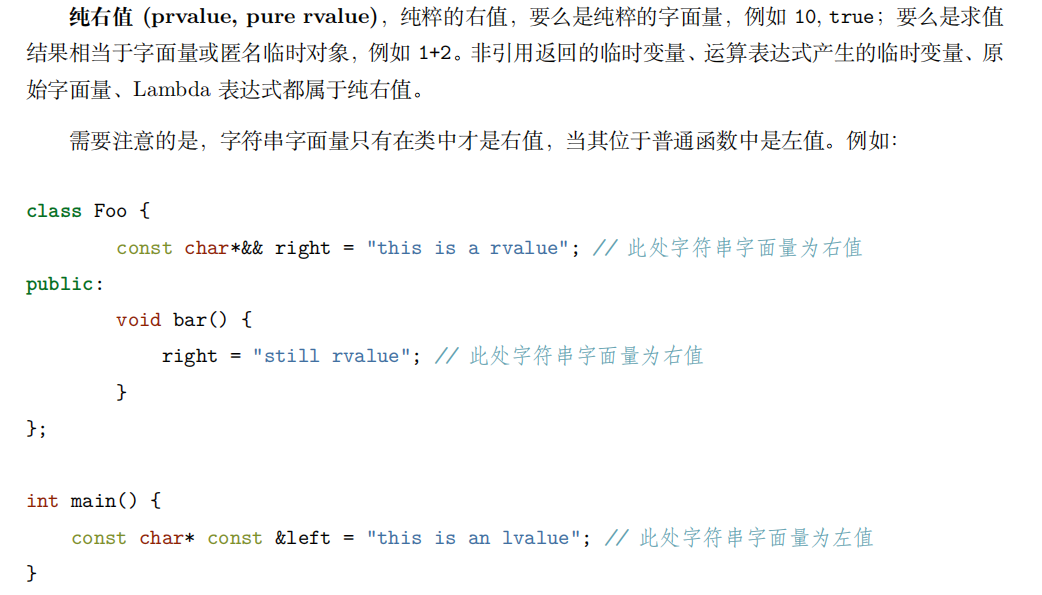 纯右值 (prvalue, pure rvalue)，纯粹的右值，要么是纯粹的字面量，例如 10, true；要么是求值
结果相当于字面量或匿名临时对象，例如 1+2。非引用返回的临时变量、运算表达式产生的临时变量、原
始字面量、Lambda 表达式都属于纯右值。
需要注意的是，字符串字面量只有在类中才是右值，当其位于普通函数中是左值。例如：
class Foo {
        const char*&& right = "this is a rvalue"; // 此处字符串字面量为右值
public:
        void bar() {
            right = "still rvalue"; // 此处字符串字面量为右值
        }
};
int main() {
    const char* const &left = "this is an lvalue"; // 此处字符串字面量为左值
}